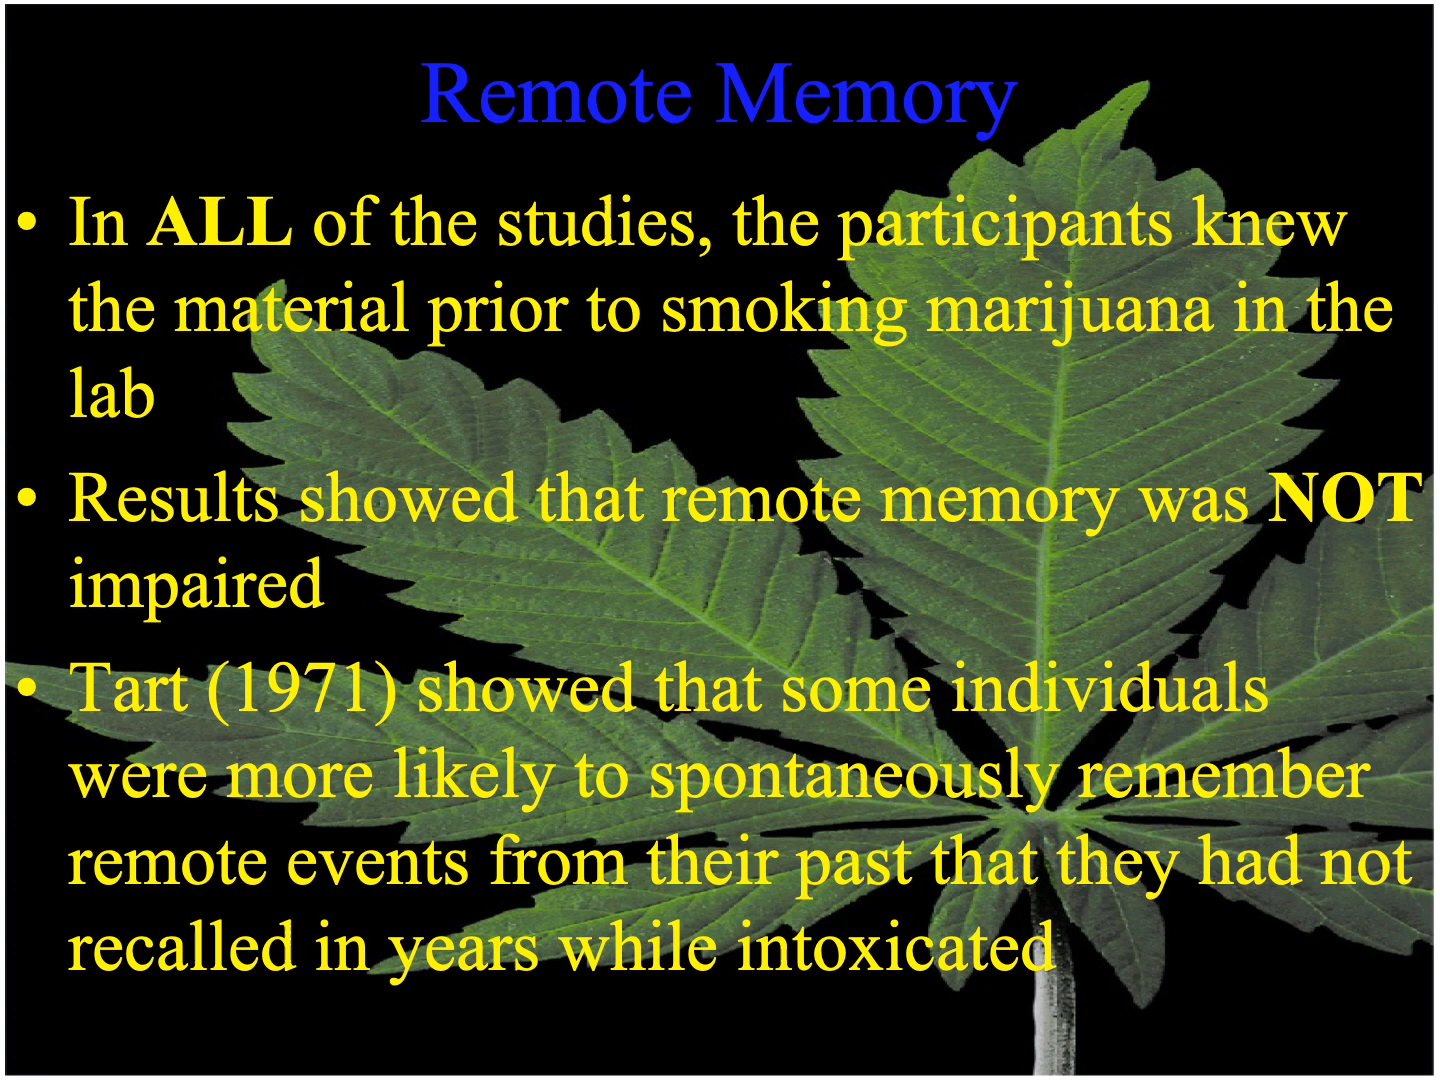 Remote Memory
• In ALL of the studies, the participants knew
the material prior to smoking marijuana in the
lab
• Results showed that remote memory was NOT
impaired
• Tart (1971) showed that some individuals
were more likely to spontaneously remember
remote events from their past that they had not
recalled in years while intoxicated